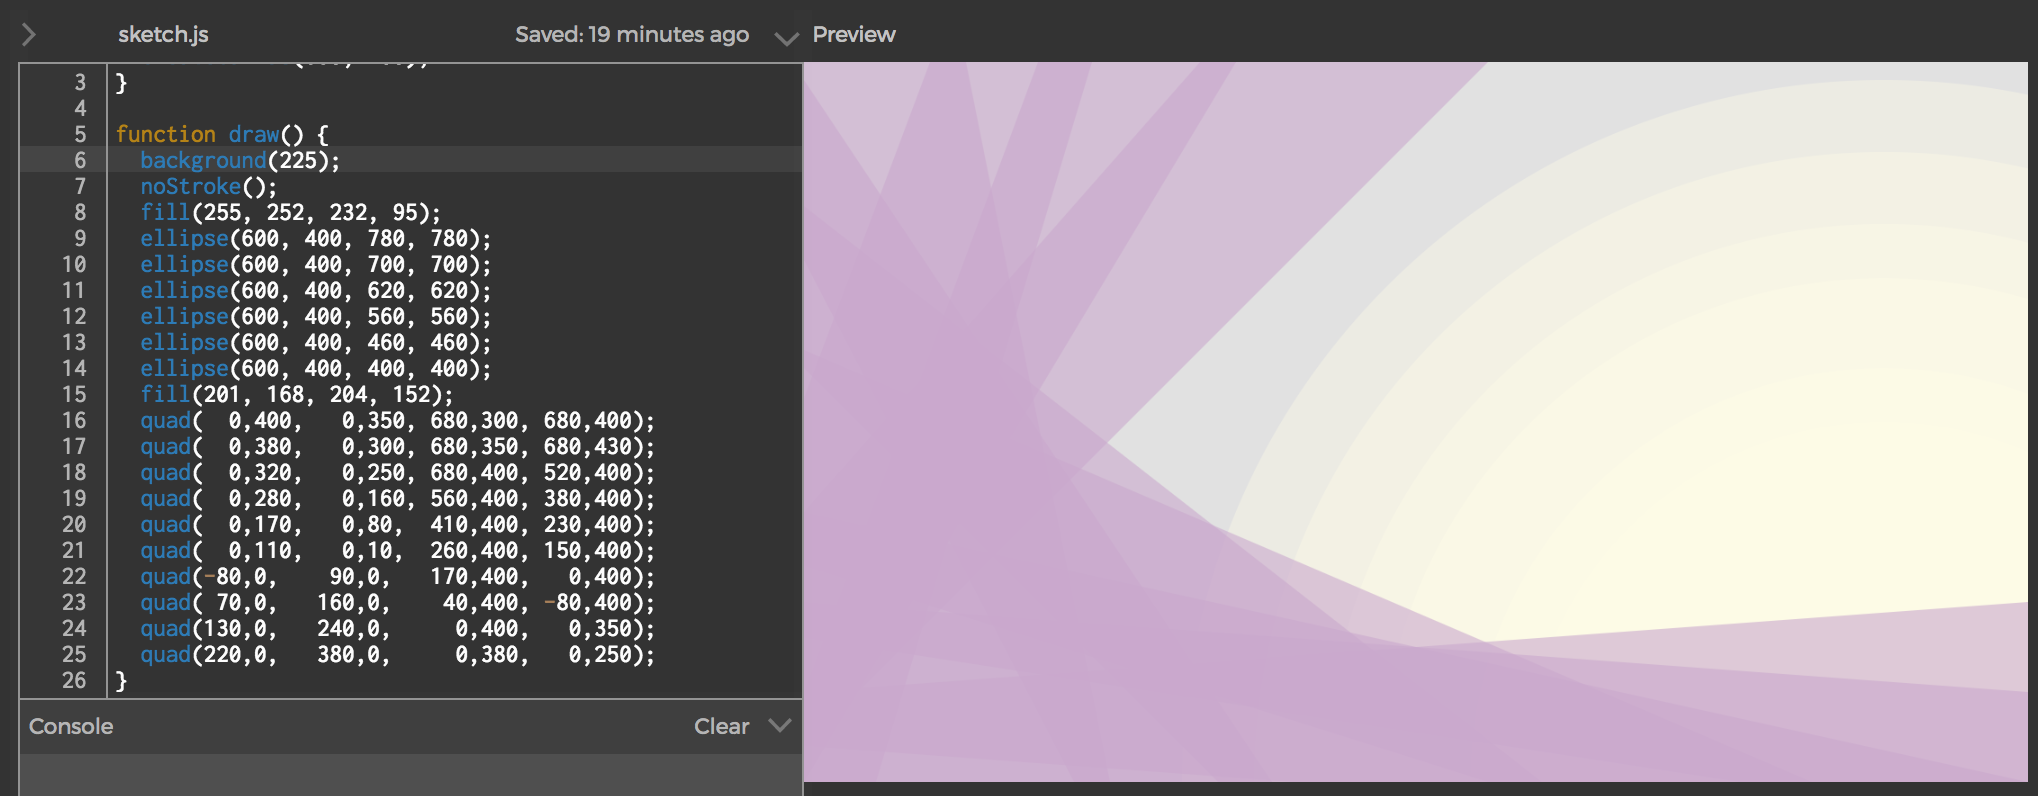 sketch.js Saved: 19 minutes ago Preview
3 }
4
5 function draw() {
6 background(225);
7 noStroke();
8 fill(255, 252, 232, 95);
9 ellipse(600, 400, 780, 780);
10 ellipse(600, 400, 700, 700);
11 ellipse(600, 400, 620, 620);
12 ellipse(600, 400, 560, 560);
13 ellipse(600, 400, 460, 460);
14 ellipse(600, 400, 400, 400);
15 fill(201, 168, 204, 152);
16 quad(  0,400,   0,350, 680,300, 680,400);
17 quad(  0,380,   0,300, 680,350, 680,430);
18 quad(  0,320,   0,250, 680,400, 520,400);
19 quad(  0,280,   0,160, 560,400, 380,400);
20 quad(  0,170,   0,80,  410,400, 230,400);
21 quad(  0,110,   0,10,  260,400, 150,400);
22 quad(-80,0,    90,0,   170,400,   0,400);
23 quad( 70,0,   160,0,    40,400, -80,400);
24 quad(130,0,   240,0,     0,400,   0,350);
25 quad(220,0,   380,0,     0,380,   0,250);
26 }
Console Clear